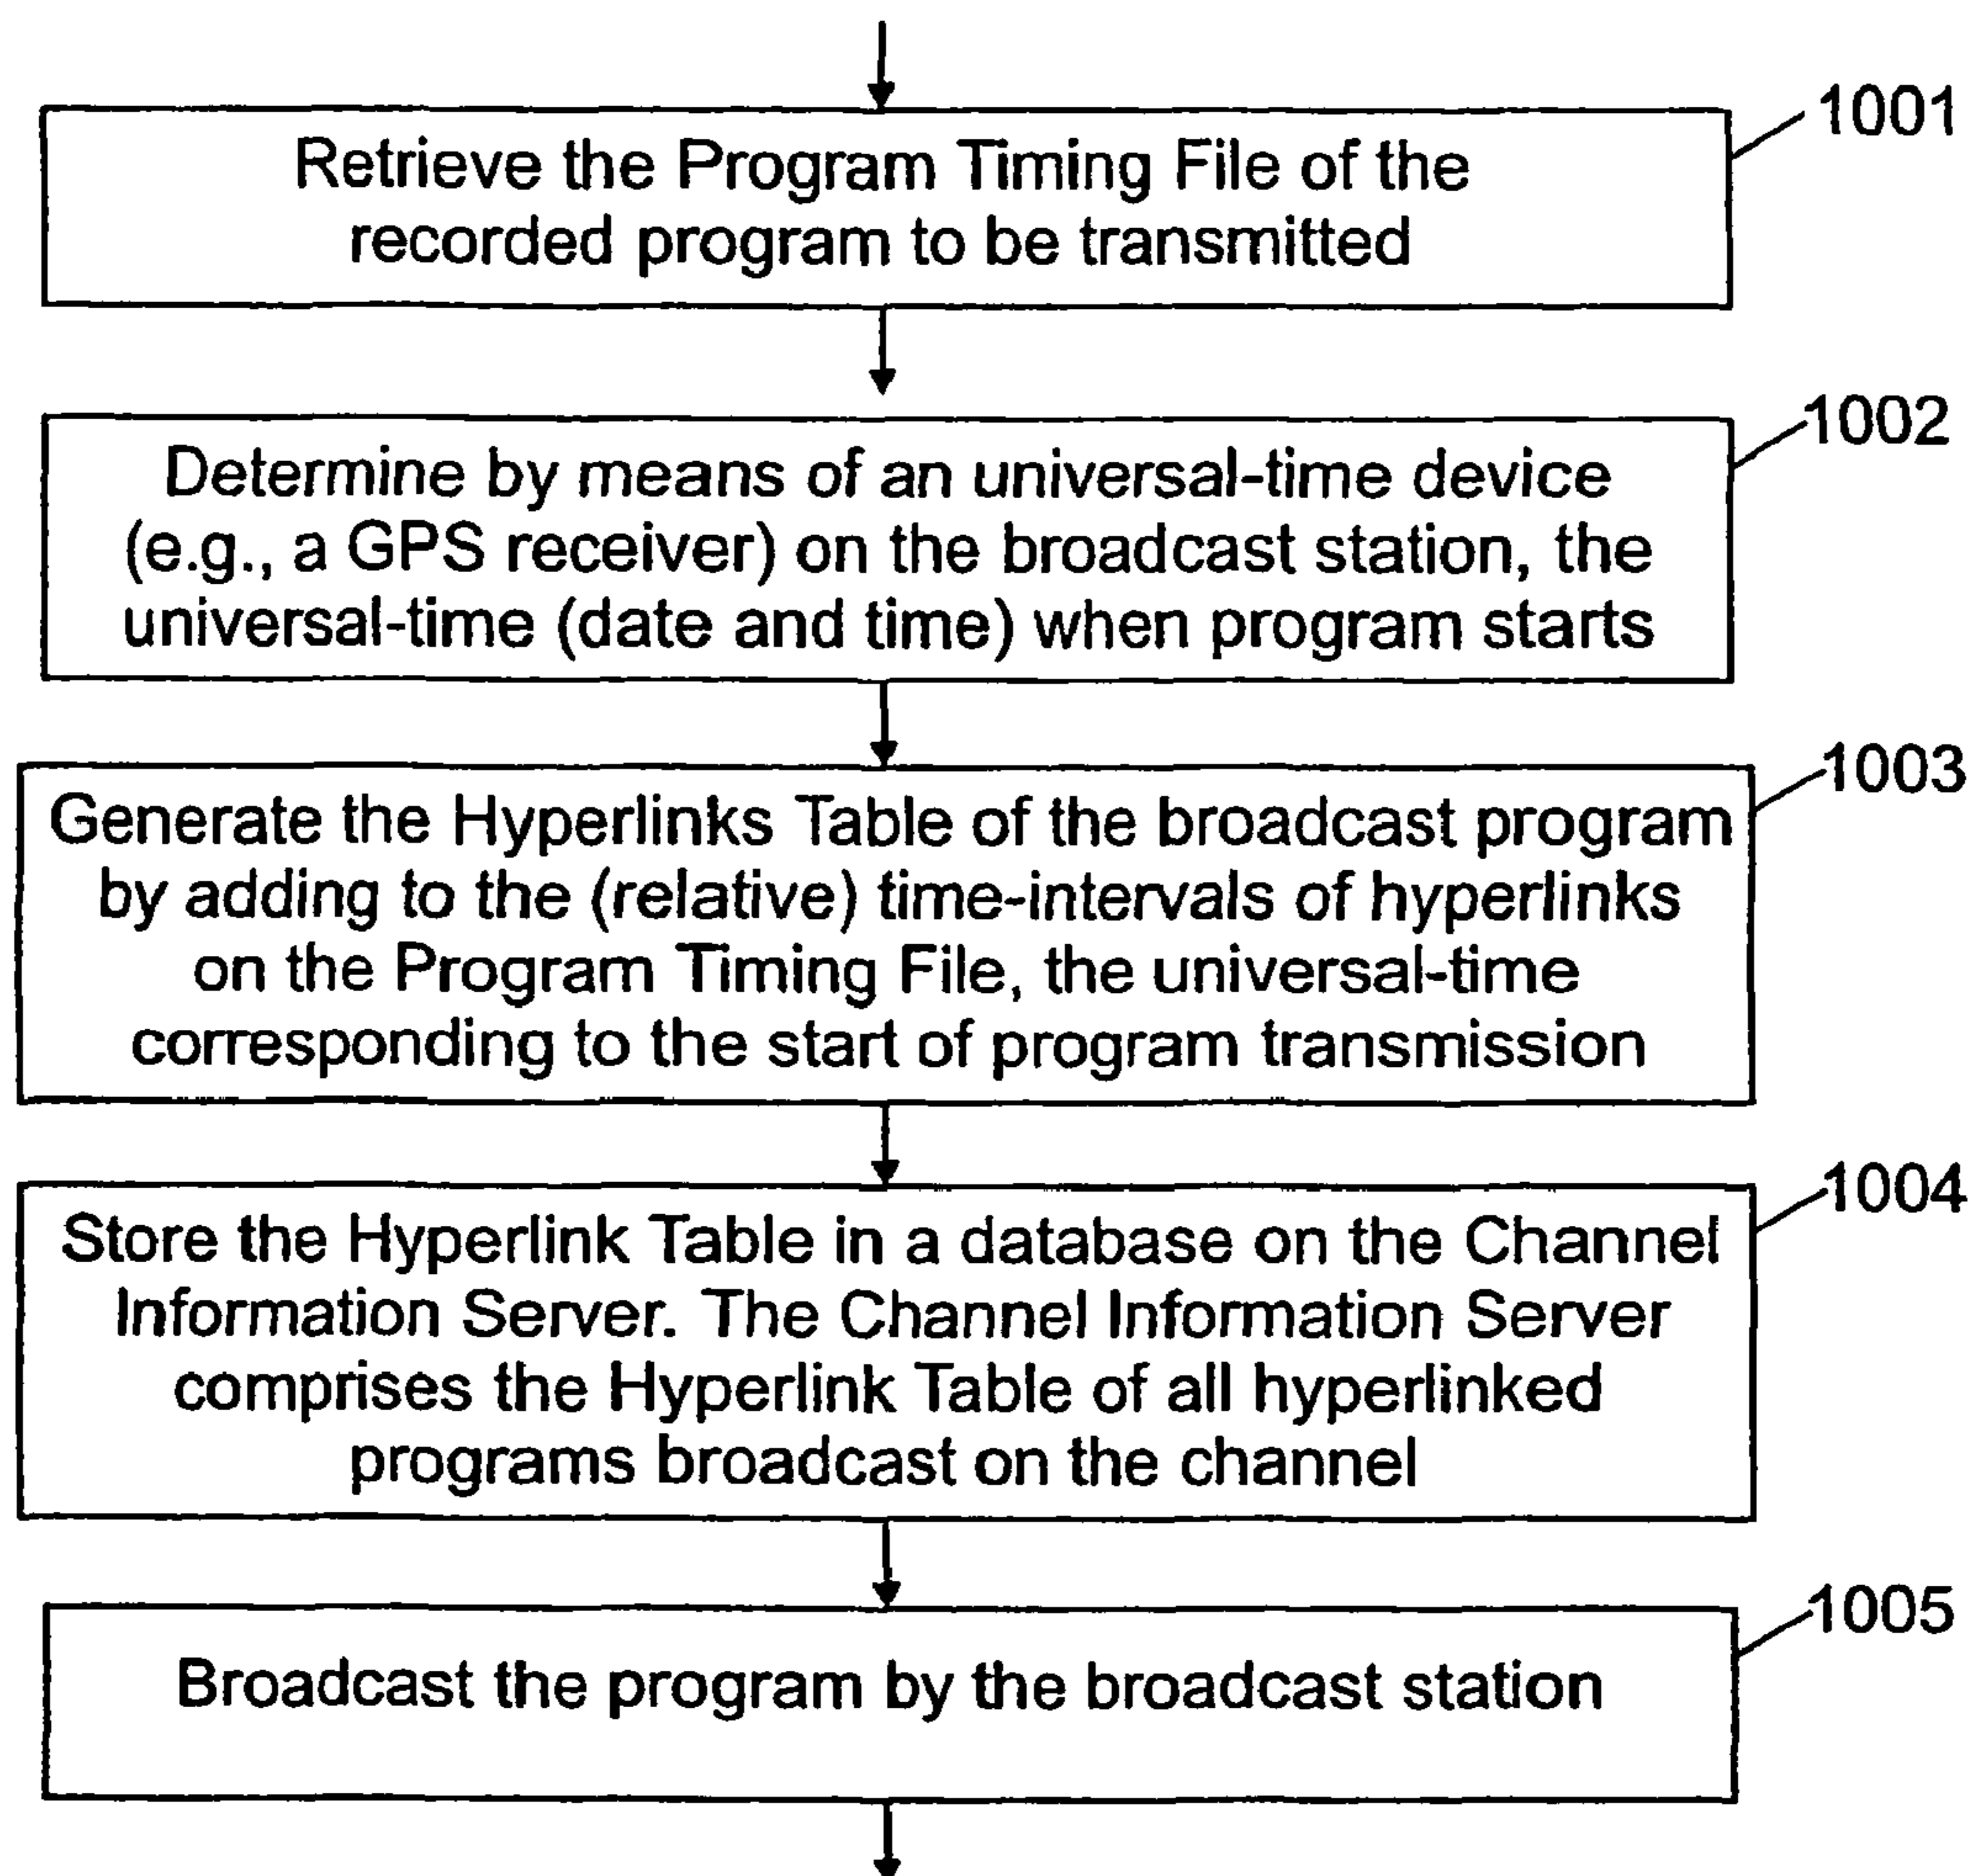 1001
Retrieve the Program Timing File of the
recorded program to be transmitted
1002
Determine by means of an universal-time device
(e.g., a GPS receiver) on the broadcast station, the
universal-time (date and time) when program starts
1003
Generate the Hyperlinks Table of the broadcast program
by adding to the (relative) time-intervals of hyperlinks
on the Program Timing File, the universal-time
corresponding to the start of program transmission
1004
Store the Hyperlink Table in a database on the Channel
Information Server. The Channel Information Server
comprises the Hyperlink Table of all hyperlinked
programs broadcast on the channel
1005
Broadcast the program by the broadcast station